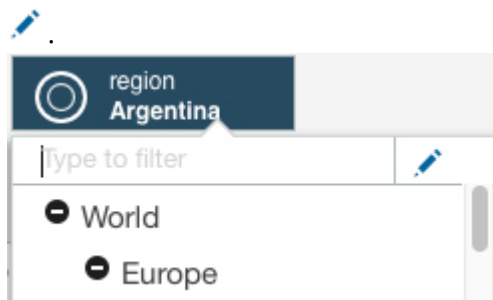 .
region
Argentina
Type to filter
World
Europe